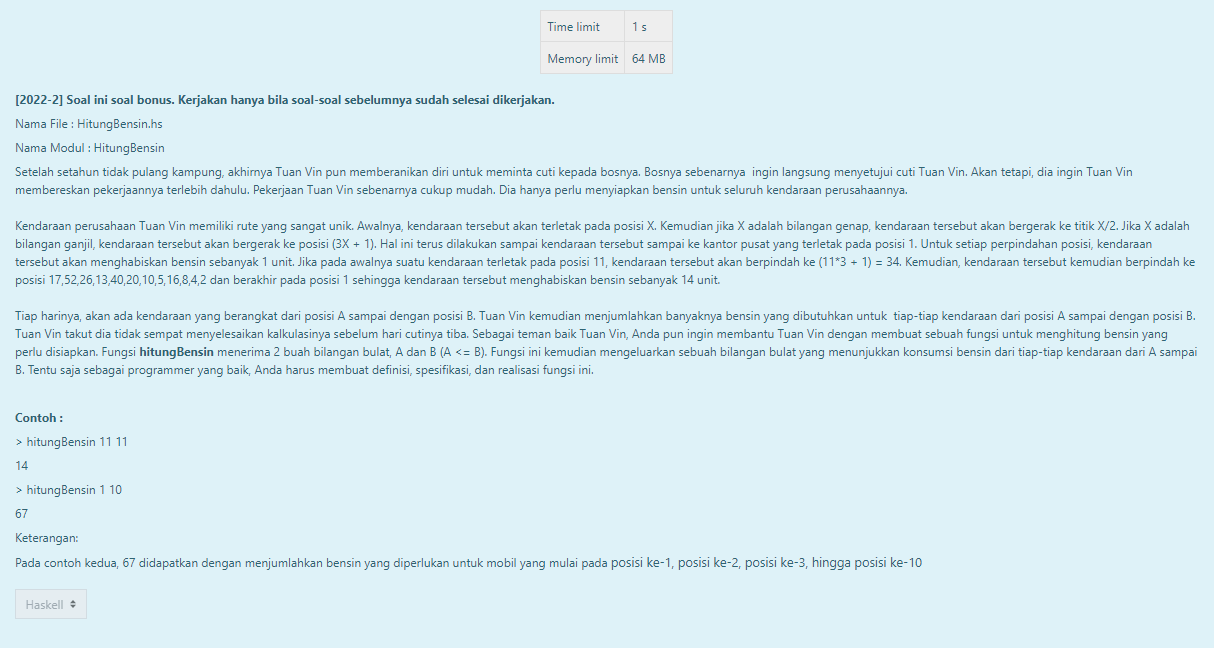 Time limit 1 s
Memory limit 64 MB
[2022-2] Soal ini soal bonus. Kerjakan hanya bila soal-soal sebelumnya sudah selesai dikerjakan.
Nama File : HitungBensin.hs
Nama Modul : HitungBensin
Setelah setahun tidak pulang kampung, akhirnya Tuan Vin pun memberanikan diri untuk meminta cuti kepada bosnya. Bosnya sebenarnya  ingin langsung menyetujui cuti Tuan Vin. Akan tetapi, dia ingin Tuan Vin
membereskan pekerjaannya terlebih dahulu. Pekerjaan Tuan Vin sebenarnya cukup mudah. Dia hanya perlu menyiapkan bensin untuk seluruh kendaraan perusahaannya.
Kendaraan perusahaan Tuan Vin memiliki rute yang sangat unik. Awalnya, kendaraan tersebut akan terletak pada posisi X. Kemudian jika X adalah bilangan genap, kendaraan tersebut akan bergerak ke titik X/2. Jika X adalah
bilangan ganjil, kendaraan tersebut akan bergerak ke posisi (3X + 1). Hal ini terus dilakukan sampai kendaraan tersebut sampai ke kantor pusat yang terletak pada posisi 1. Untuk setiap perpindahan posisi, kendaraan
tersebut akan menghabiskan bensin sebanyak 1 unit. Jika pada awalnya suatu kendaraan terletak pada posisi 11, kendaraan tersebut akan berpindah ke (11*3 + 1) = 34. Kemudian, kendaraan tersebut kemudian berpindah ke
posisi 17,52,26,13,40,20,10,5,16,8,4,2 dan berakhir pada posisi 1 sehingga kendaraan tersebut menghabiskan bensin sebanyak 14 unit.
Tiap harinya, akan ada kendaraan yang berangkat dari posisi A sampai dengan posisi B. Tuan Vin kemudian menjumlahkan banyaknya bensin yang dibutuhkan untuk  tiap-tiap kendaraan dari posisi A sampai dengan posisi B.
Tuan Vin takut dia tidak sempat menyelesaikan kalkulasinya sebelum hari cutinya tiba. Sebagai teman baik Tuan Vin, Anda pun ingin membantu Tuan Vin dengan membuat sebuah fungsi untuk menghitung bensin yang
perlu disiapkan. Fungsi hitungBensin menerima 2 buah bilangan bulat, A dan B (A <= B). Fungsi ini kemudian mengeluarkan sebuah bilangan bulat yang menunjukkan konsumsi bensin dari tiap-tiap kendaraan dari A sampai
B. Tentu saja sebagai programmer yang baik, Anda harus membuat definisi, spesifikasi, dan realisasi fungsi ini.
Contoh :
> hitungBensin 11 11
14
> hitungBensin 1 10
67
Keterangan:
Pada contoh kedua, 67 didapatkan dengan menjumlahkan bensin yang diperlukan untuk mobil yang mulai pada posisi ke-1, posisi ke-2, posisi ke-3, hingga posisi ke-10
Haskell